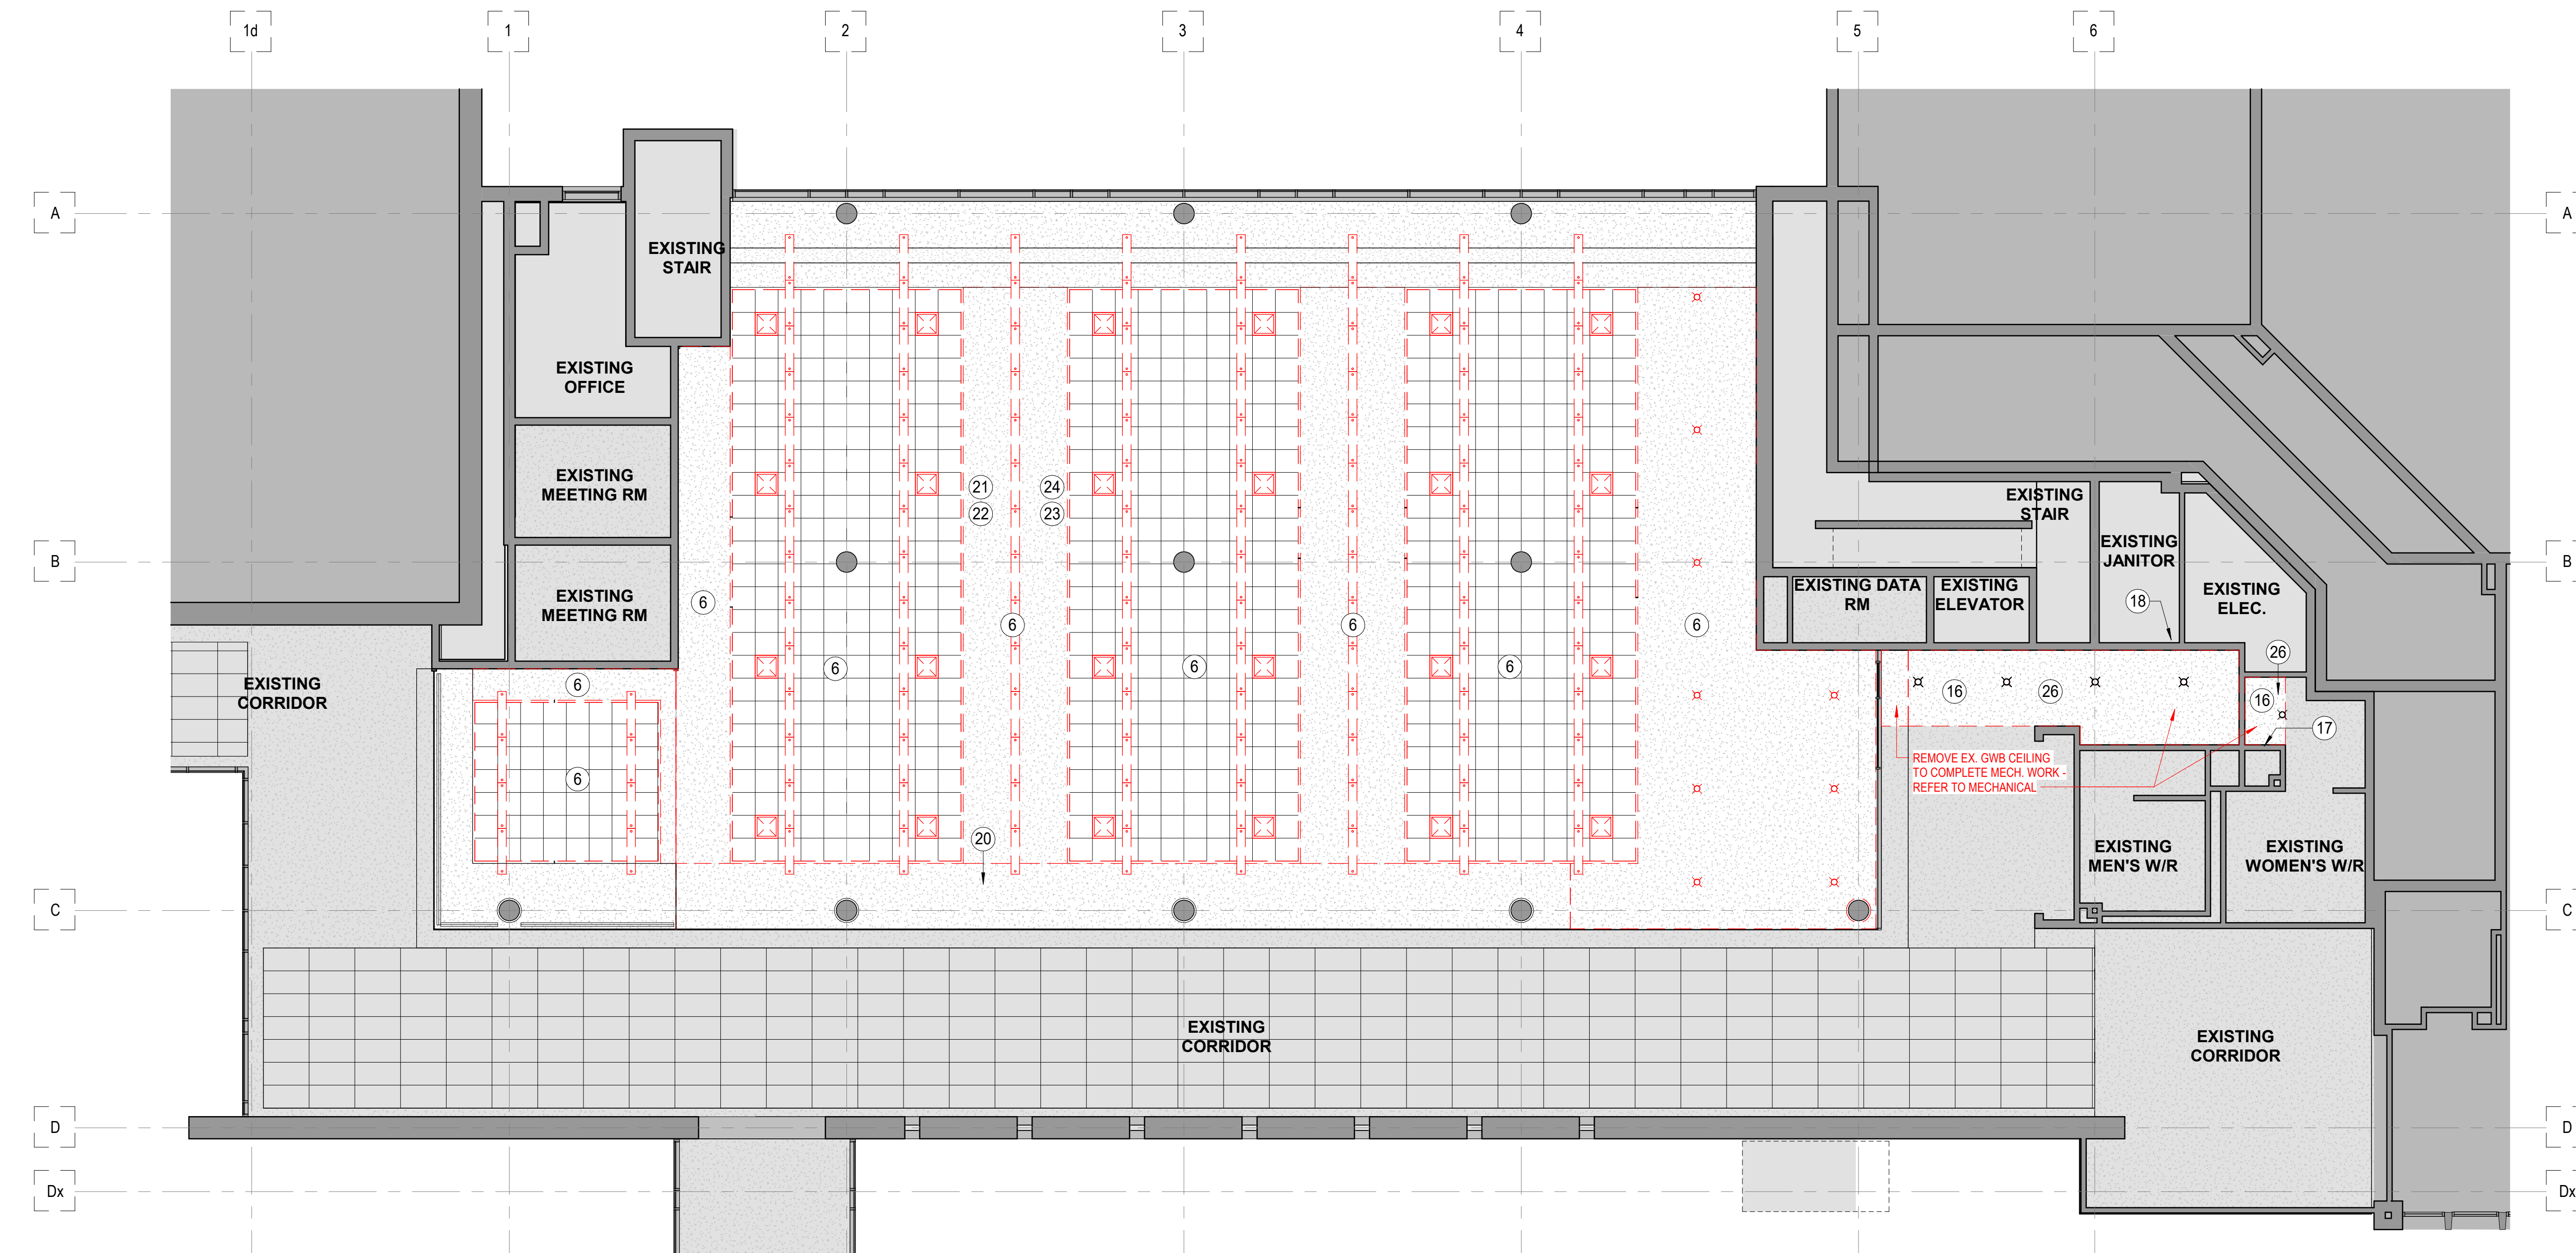 1d
1
2
3
4
5
6
A
A
EXISTING
STAIR
EXISTING
OFFICE
EXISTING
MEETING RM
21
24
22
23
EXISTING
STAIR
EXISTING
JANITOR
B
B
EXISTING
MEETING RM
EXISTING DATA
RM
EXISTING
ELEVATOR
EXISTING
ELEC.
18
6
6
6
6
26
6
6
6
6
16
26
16
17
EXISTING
CORRIDOR
REMOVE EX. GWB CEILING
TO COMPLETE MECH. WORK -
REFER TO MECHANICAL
6
20
EXISTING
MEN'S W/R
EXISTING
WOMEN'S W/R
C
C
EXISTING
CORRIDOR
EXISTING
CORRIDOR
D
D
Dx
Dx